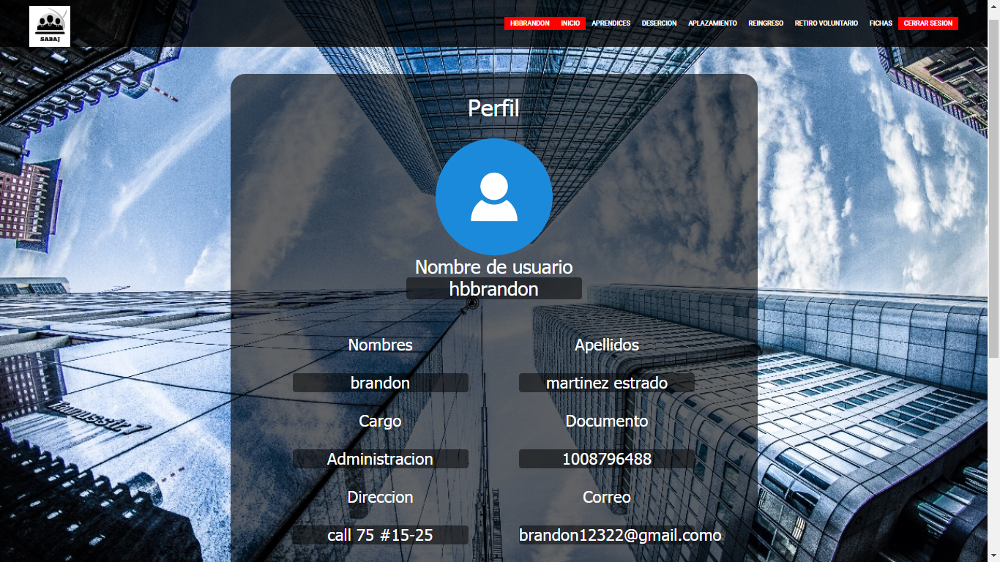 SABAJ
HBBRANDON INICIO APRENDICES DESERCION APLAZAMIENTO REINGRESO RETIRO VOLUNTARIO FICHAS CERRAR SESION
Perfil
Nombre de usuario
hbbrandon
Nombres Apellidos
brandon martinez estrado
Cargo Documento
Administracion 1008796488
Direccion Correo
call 75 #15-25 brandon12322@gmail.como